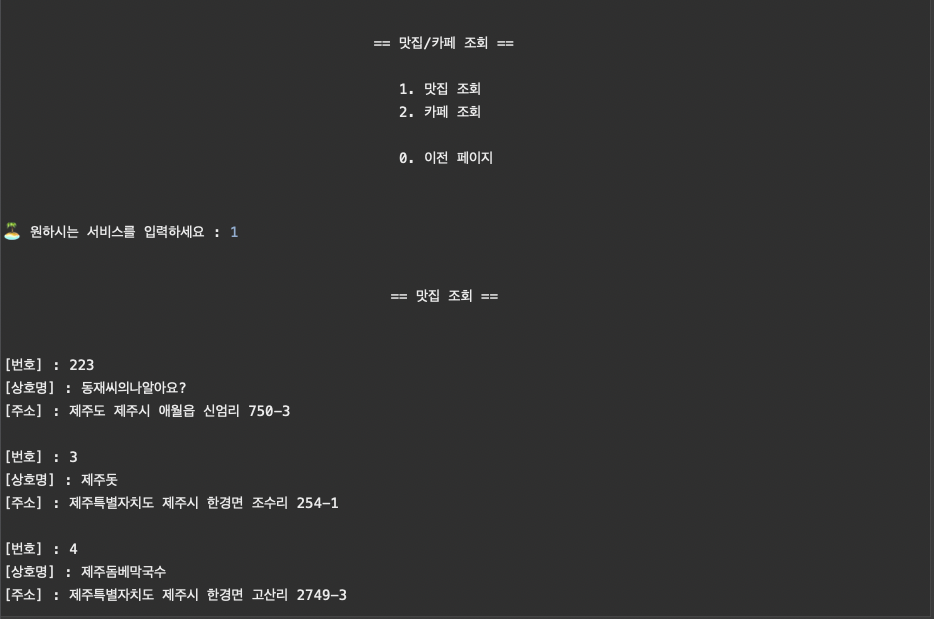 == 맛집/카페 조회 ==
1. 맛집 조회
2. 카페 조회
0. 이전 페이지
🏝 원하시는 서비스를 입력하세요 : 1
== 맛집 조회 ==
[번호] : 223
[상호명] : 동재씨의나알아요?
[주소] : 제주도 제주시 애월읍 신엄리 750-3
[번호] : 3
[상호명] : 제주돗
[주소] : 제주특별자치도 제주시 한경면 조수리 254-1
[번호] : 4
[상호명] : 제주돔베막국수
[주소] : 제주특별자치도 제주시 한경면 고산리 2749-3